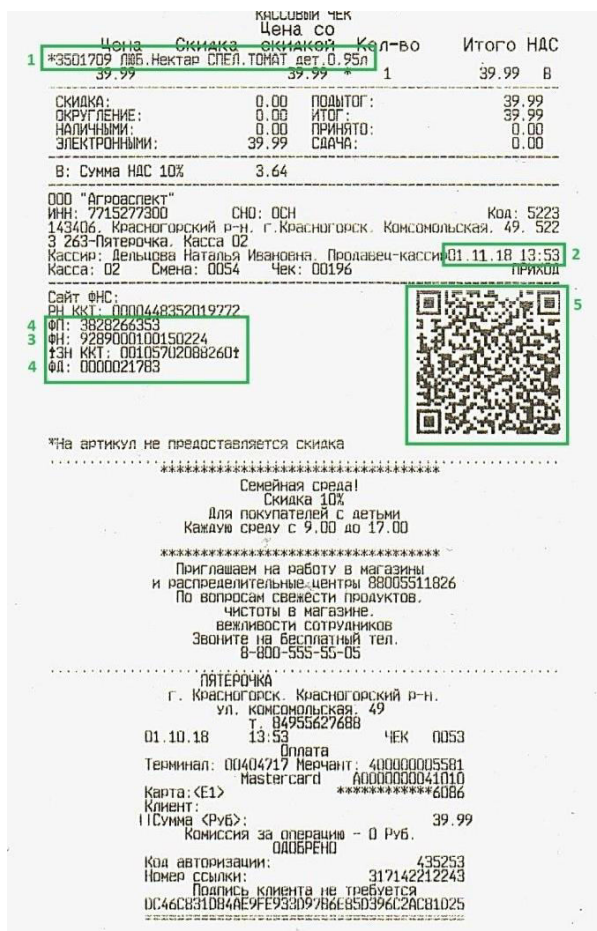 КАССОВЫЙ ЧЕК
Цена со
Цена Скидка скидкой Кол-во Итого НДС
1 *3501709 ЛЮБ.Нектар СПЕЛ.ТОМАТ дет.0.95л
39.99 39.99 * 1 39.99 В
СКИДКА: 0.00 ПОДЫТОГ: 39.99
ОКРУГЛЕНИЕ: 0.00 ИТОГ: 39.99
НАЛИЧНЫМИ: 0.00 ПРИНЯТО: 0.00
ЭЛЕКТРОННЫМИ: 39.99 СДАЧА: 0.00
В: Сумма НДС 10% 3.64
ООО "Агроаспект"
ИНН: 7715277300 СНО: ОСН Код: 5223
143406, Красногорский р-н, г.Красногорск, Комсомольская, 49, 522
3 263-Пятерочка, Касса 02
Кассир: Дельцова Наталья Ивановна, Продавец-кассир 01.11.18 13:53 2
Касса: 02 Смена: 0054 Чек: 00196 ПРИХОД
Сайт ФНС: 5
РН ККТ: 0000448352019772
4 ФП: 3828266353
3 ФН: 9289000100150224
ЗН ККТ: 00105702088260
4 ФД: 0000021783
*На артикул не предоставляется скидка
**********************************
Семейная среда!
Скидка 10%
Для покупателей с детьми
Каждую среду с 9.00 до 17.00
**********************************
Приглашаем на работу в магазины
и распределительные центры 88005511826
По вопросам свежести продуктов,
чистоты в магазине,
вежливости сотрудников
Звоните на бесплатный тел.
8-800-555-55-05
ПЯТЕРОЧКА
г. Красногорск, Красногорский р-н,
ул. комсомольская, 49
т. 84955627688
01.10.18 13:53 ЧЕК 0053
Оплата
Терминал: 00404717 Мерчант: 400000005581
Mastercard A0000000041010
Карта:<E1> ************6086
Клиент:
Сумма <Руб>: 39.99
Комиссия за операцию - 0 Руб.
ОДОБРЕНО
Код авторизации: 435253
Номер ссылки: 317142212243
Подпись клиента не требуется
DC46C831DB4AE9FE933D97B6E85D396C2AC81D25